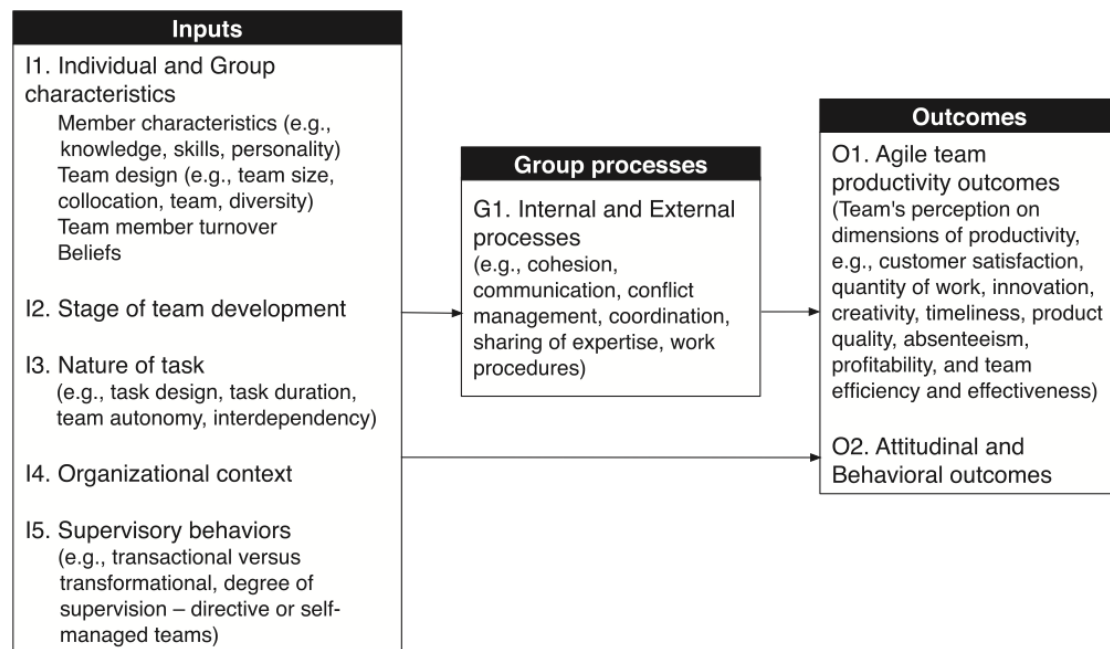 Inputs
I1. Individual and Group
characteristics
Member characteristics (e.g.,
knowledge, skills, personality)
Team design (e.g., team size,
collocation, team, diversity)
Team member turnover
Beliefs
I2. Stage of team development
I3. Nature of task
(e.g., task design, task duration,
team autonomy, interdependency)
I4. Organizational context
I5. Supervisory behaviors
(e.g., transactional versus
transformational, degree of
supervision – directive or self-
managed teams)
Group processes
G1. Internal and External
processes
(e.g., cohesion,
communication, conflict
management, coordination,
sharing of expertise, work
procedures)
Outcomes
O1. Agile team
productivity outcomes
(Team's perception on
dimensions of productivity,
e.g., customer satisfaction,
quantity of work, innovation,
creativity, timeliness, product
quality, absenteeism,
profitability, and team
efficiency and effectiveness)
O2. Attitudinal and
Behavioral outcomes